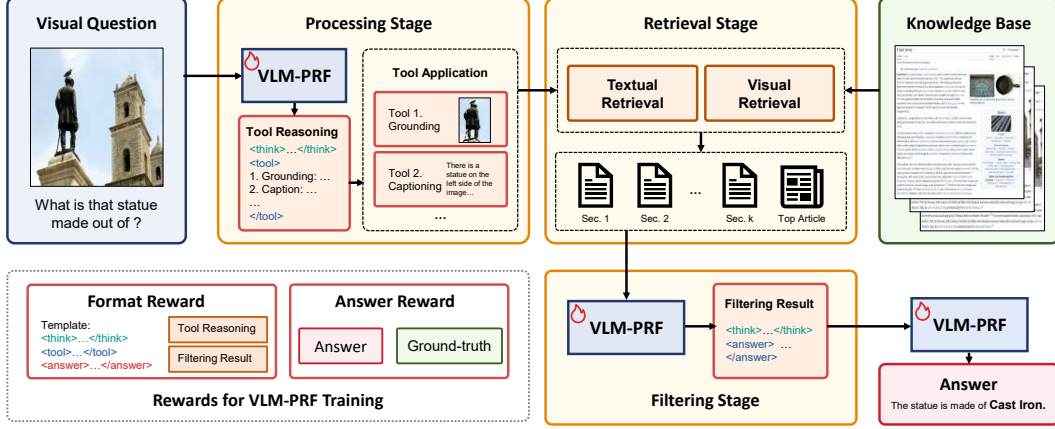 Visual Question
What is that statue
made out of ?
Processing Stage
VLM-PRF
Tool Reasoning
<think>…</think>
<tool>
1. Grounding: …
2. Caption: …
…
</tool>
Tool Application
Tool 1.
Grounding
Tool 2.
Captioning
There is a
statue on the
left side of the
image…
…
Retrieval Stage
Textual
Retrieval
Visual
Retrieval
Sec. 1
Sec. 2
…
Sec. k
Top Article
Knowledge Base
Format Reward
Template:
<think>…</think>
<tool>…</tool>
<answer>…</answer>
Tool Reasoning
Filtering Result
Answer Reward
Answer
Ground-truth
Rewards for VLM-PRF Training
VLM-PRF
Filtering Result
<think>…</think>
<answer> …
</answer>
Filtering Stage
VLM-PRF
Answer
The statue is made of Cast Iron.